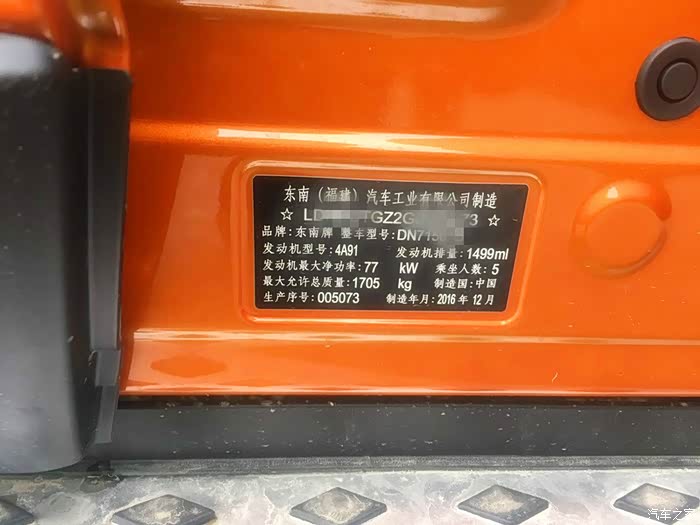 东南（福建）汽车工业有限公司制造
☆ LD TGZ2G 73 ☆
品牌:东南牌 整车型号:DN715
发动机型号:4A91 发动机排量:1499ml
发动机最大净功率:77 kW 乘坐人数:5
最大允许总质量:1705 kg 制造国:中国
生产序号:005073 制造年月:2016年12月
汽车之家